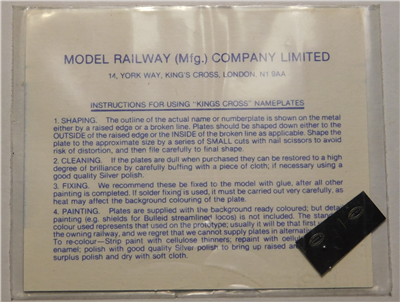 MODEL RAILWAY (Mfg.) COMPANY LIMITED
14, YORK WAY, KING'S CROSS, LONDON, N1 9AA
INSTRUCTIONS FOR USING "KINGS CROSS" NAMEPLATES
1. SHAPING. The outline of the actual name or numberplate is shown on the metal
either by a raised edge or a broken line. Plates should be shaped down either to the
OUTSIDE of the raised edge or the INSIDE of the broken line as applicable. Shape the
plate to the approximate size by a series of SMALL cuts with nail scissors to avoid
risk of distortion, and then file carefully to final shape.
2. CLEANING. If the plates are dull when purchased they can be restored to a high
degree of brilliance by carefully buffing with a piece of cloth; if necessary using a
good quality Silver polish.
3. FIXING. We recommend these be fixed to the model with glue, after all other
painting is completed. If solder fixing is used, it must be carried out very carefully, as
heat may affect the background colouring of the plate.
4. PAINTING. Plates are supplied with the background ready coloured; but detail
painting (e.g. shields for Bulleid streamlined locos) is not included. The stand
colour used represents that used on the prototype; usually it will be that first
the owning railway, and we regret that we cannot supply plates in alternati
To re-colour—Strip paint with cellulose thinners; repaint with cellulo
enamel; polish with good quality Silver polish to bring up raised
surplus polish and dry with soft cloth.